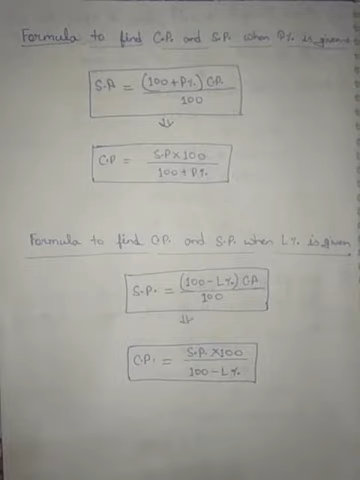 Formula to find C.P. and S.P. when P% is given
S.P. = (100+P%) C.P.
100
⇓
C.P = S.P×100
100+P%
Formula to find C.P. and S.P. when L% is given
S.P. = (100-L%) C.P
100
⇓
C.P. = S.P. ×100
100-L%